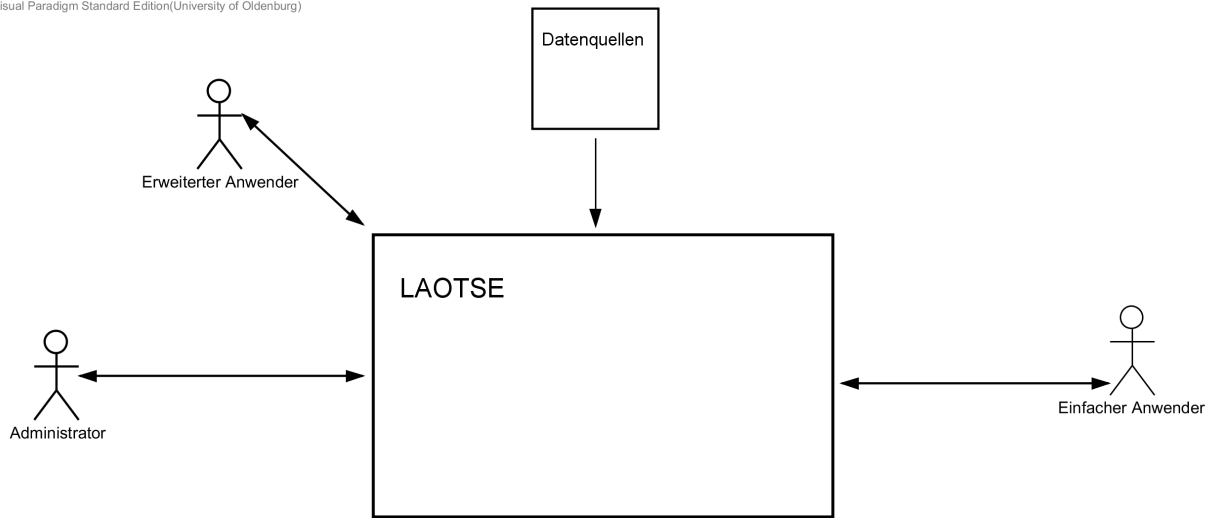 isual Paradigm Standard Edition(University of Oldenburg)
Datenquellen
Erweiterter Anwender
LAOTSE
Administrator
Einfacher Anwender